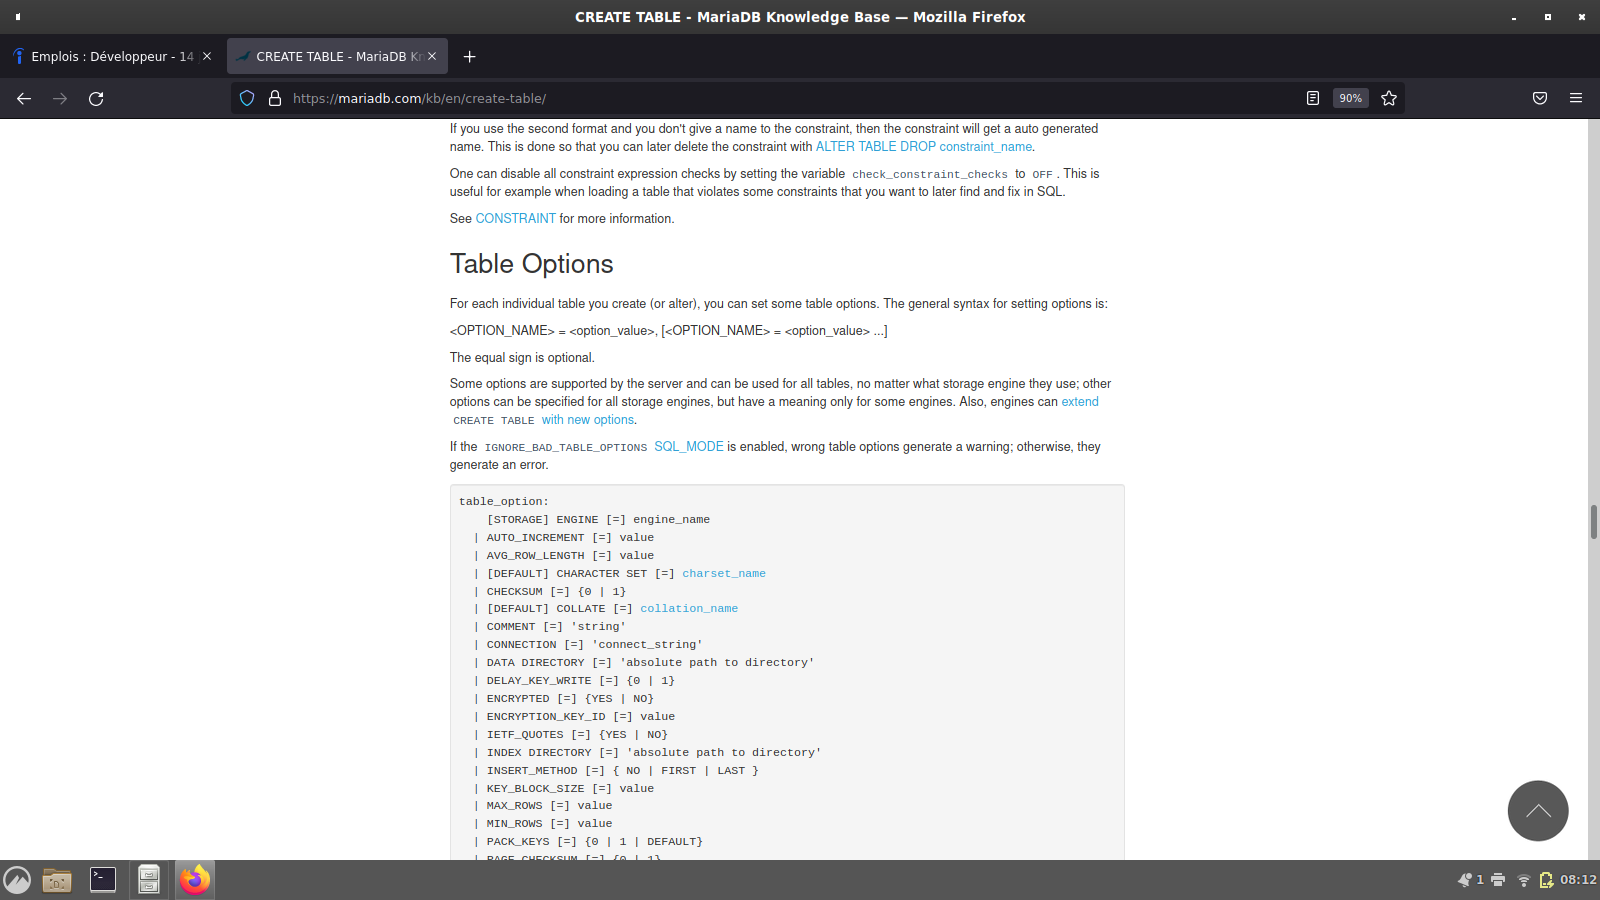 CREATE TABLE - MariaDB Knowledge Base — Mozilla Firefox
Emplois : Développeur - 14
CREATE TABLE - MariaDB Kn
https://mariadb.com/kb/en/create-table/
90%
If you use the second format and you don't give a name to the constraint, then the constraint will get a auto generated
name. This is done so that you can later delete the constraint with ALTER TABLE DROP constraint_name.
One can disable all constraint expression checks by setting the variable check_constraint_checks to OFF . This is
useful for example when loading a table that violates some constraints that you want to later find and fix in SQL.
See CONSTRAINT for more information.
Table Options
For each individual table you create (or alter), you can set some table options. The general syntax for setting options is:
<OPTION_NAME> = <option_value>, [<OPTION_NAME> = <option_value> ...]
The equal sign is optional.
Some options are supported by the server and can be used for all tables, no matter what storage engine they use; other
options can be specified for all storage engines, but have a meaning only for some engines. Also, engines can extend
CREATE TABLE with new options.
If the IGNORE_BAD_TABLE_OPTIONS SQL_MODE is enabled, wrong table options generate a warning; otherwise, they
generate an error.
table_option:
[STORAGE] ENGINE [=] engine_name
| AUTO_INCREMENT [=] value
| AVG_ROW_LENGTH [=] value
| [DEFAULT] CHARACTER SET [=] charset_name
| CHECKSUM [=] {0 | 1}
| [DEFAULT] COLLATE [=] collation_name
| COMMENT [=] 'string'
| CONNECTION [=] 'connect_string'
| DATA DIRECTORY [=] 'absolute path to directory'
| DELAY_KEY_WRITE [=] {0 | 1}
| ENCRYPTED [=] {YES | NO}
| ENCRYPTION_KEY_ID [=] value
| IETF_QUOTES [=] {YES | NO}
| INDEX DIRECTORY [=] 'absolute path to directory'
| INSERT_METHOD [=] { NO | FIRST | LAST }
| KEY_BLOCK_SIZE [=] value
| MAX_ROWS [=] value
| MIN_ROWS [=] value
| PACK_KEYS [=] {0 | 1 | DEFAULT}
| PAGE_CHECKSUM [=] {0 | 1}
1
08:12